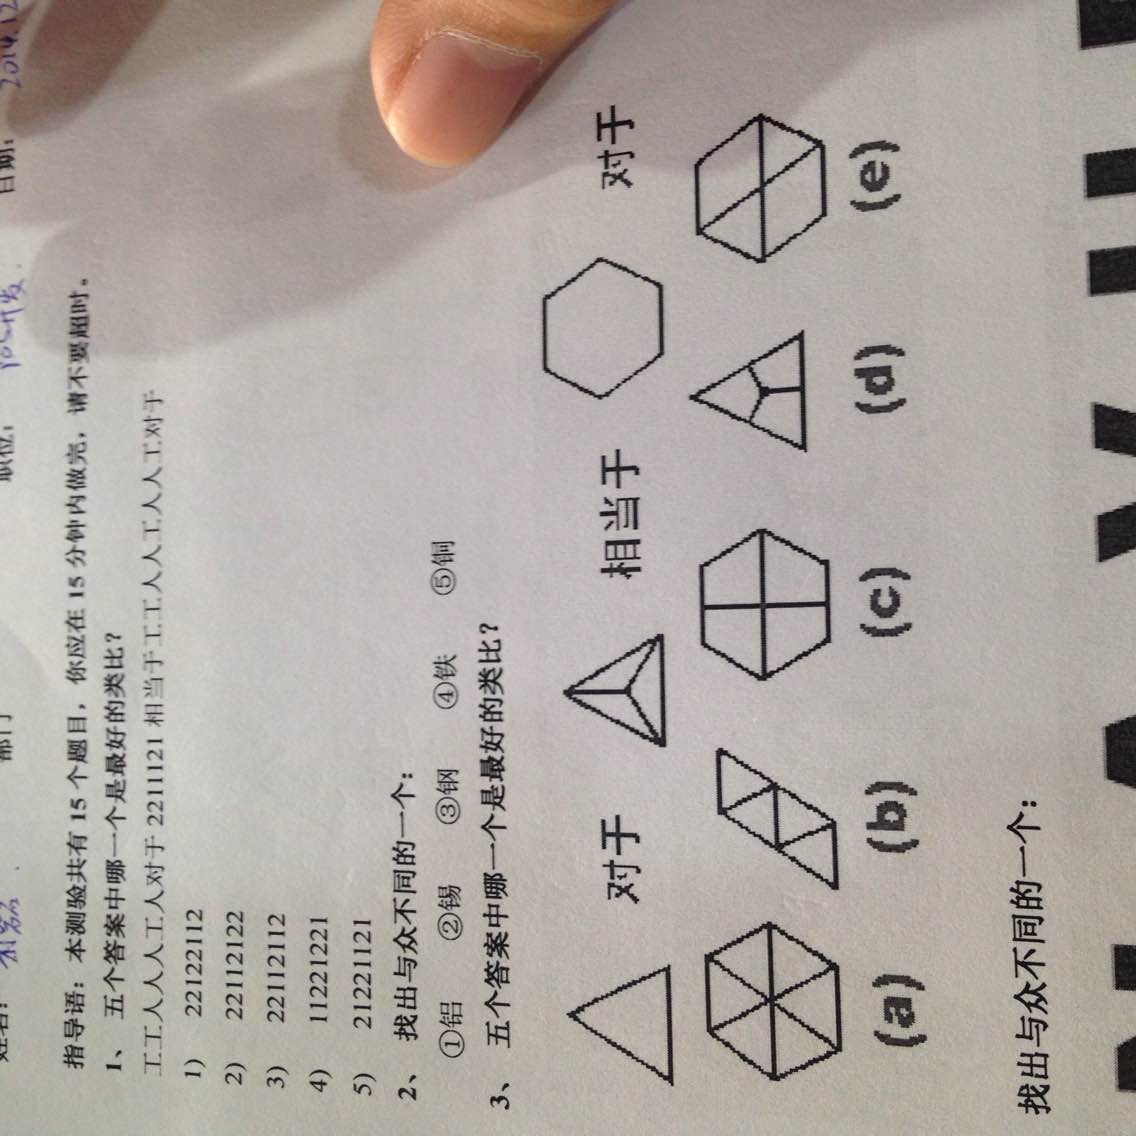 姓名： 部门 职位： 日期： 2014.12
指导语：本测验共有 15 个题目，你应在 15 分钟内做完，请不要超时。
1、 五个答案中哪一个是最好的类比？
工工人人人工人对于 2211121 相当于工工人人工人人工对于
1) 22122112
2) 22112122
3) 22112112
4) 11221221
5) 21221121
2、 找出与众不同的一个：
①铝 ②锡 ③钢 ④铁 ⑤铜
3、 五个答案中哪一个是最好的类比？
对于 相当于 对于
(a) (b) (c) (d) (e)
找出与众不同的一个：